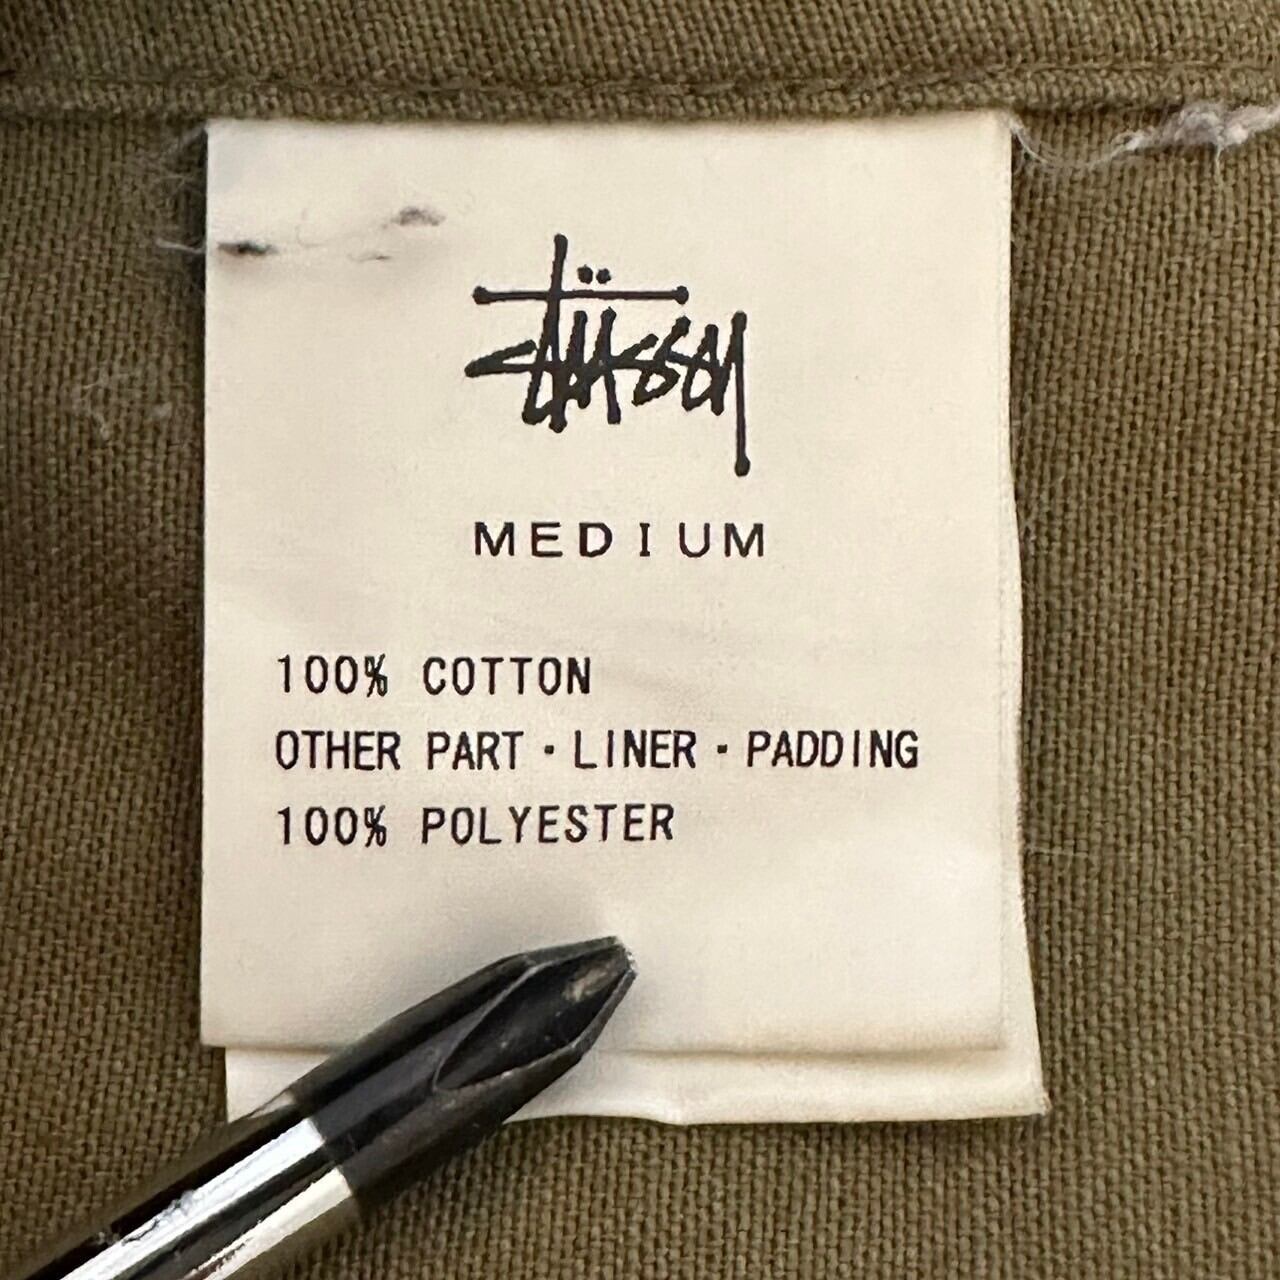 Stüssy
MEDIUM
100% COTTON
OTHER PART・LINER・PADDING
100% POLYESTER